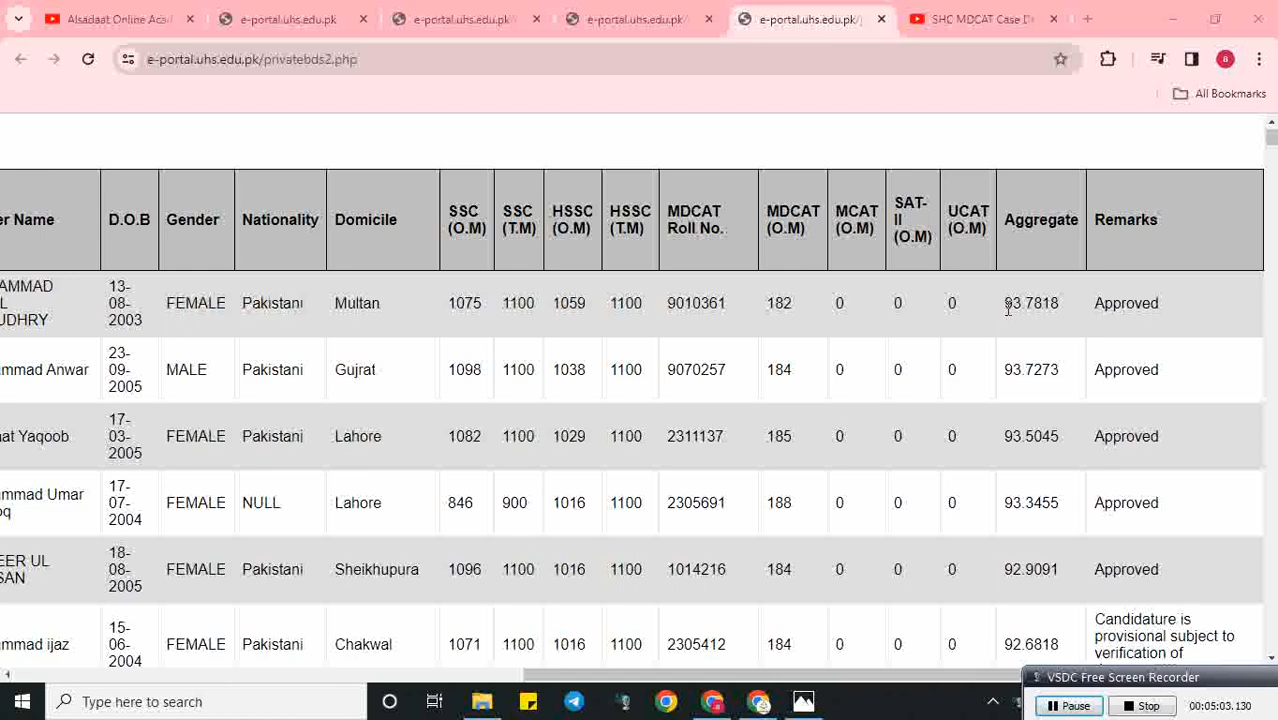 Alsadaat Online Aca
e-portal.uhs.edu.pk
e-portal.uhs.edu.pk/
e-portal.uhs.edu.pk/
e-portal.uhs.edu.pk/
SHC MDCAT Case D
e-portal.uhs.edu.pk/privatebds2.php
a
All Bookmarks
er Name D.O.B Gender Nationality Domicile SSC (O.M) SSC (T.M) HSSC (O.M) HSSC (T.M) MDCAT Roll No. MDCAT (O.M) MCAT (O.M) SAT-II (O.M) UCAT (O.M) Aggregate Remarks
AMMAD
L
UDHRY
13-
08-
2003
FEMALE Pakistani Multan 1075 1100 1059 1100 9010361 182 0 0 0 93.7818 Approved
mmad Anwar
23-
09-
2005
MALE Pakistani Gujrat 1098 1100 1038 1100 9070257 184 0 0 0 93.7273 Approved
at Yaqoob
17-
03-
2005
FEMALE Pakistani Lahore 1082 1100 1029 1100 2311137 185 0 0 0 93.5045 Approved
mmad Umar
oq
17-
07-
2004
FEMALE NULL Lahore 846 900 1016 1100 2305691 188 0 0 0 93.3455 Approved
EER UL
SAN
18-
08-
2005
FEMALE Pakistani Sheikhupura 1096 1100 1016 1100 1014216 184 0 0 0 92.9091 Approved
mmad ijaz
15-
06-
2004
FEMALE Pakistani Chakwal 1071 1100 1016 1100 2305412 184 0 0 0 92.6818
Candidature is
provisional subject to
verification of
VSDC Free Screen Recorder
Pause Stop 00:05:03.130
Type here to search